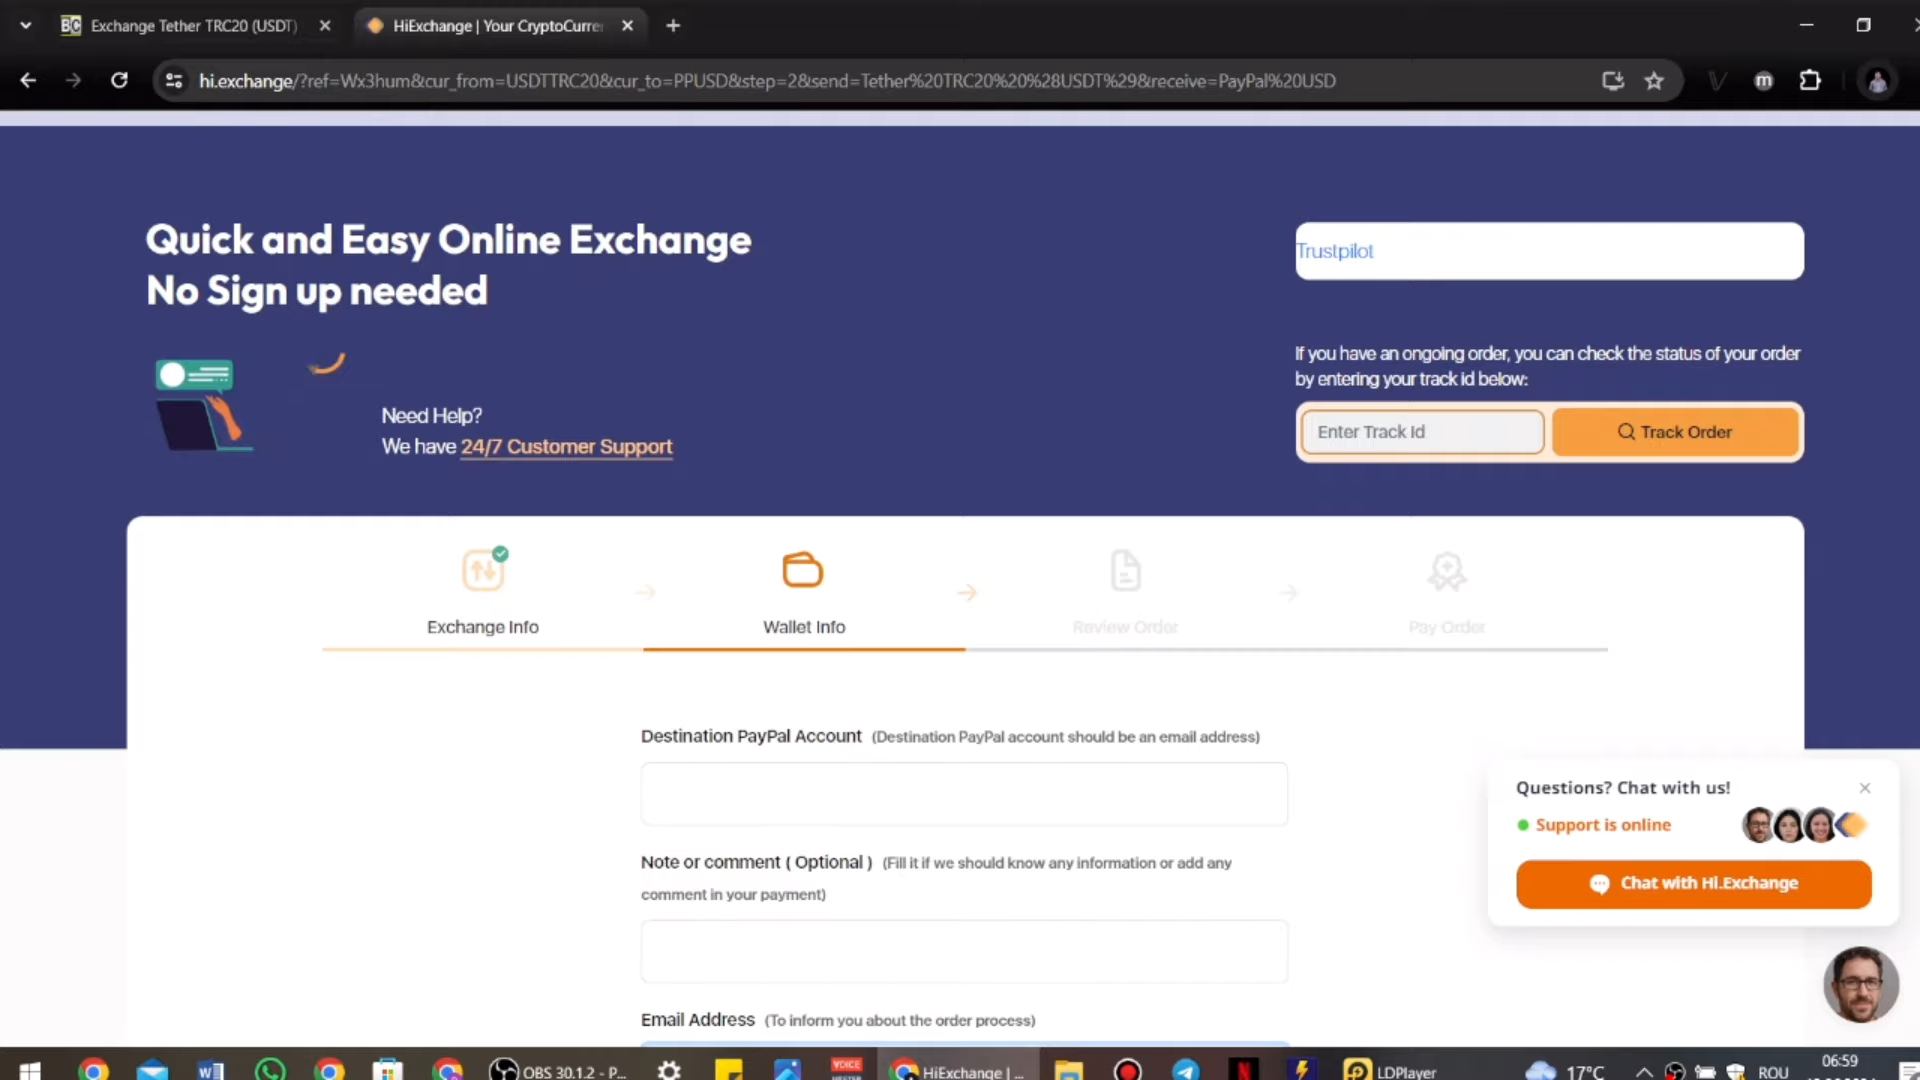 Exchange Tether TRC20 (USDT)
HiExchange | Your CryptoCurre
hi.exchange/?ref=Wx3hum&cur_from=USDTTRC20&cur_to=PPUSD&step=2&send=Tether%20TRC20%20%28USDT%29&receive=PayPal%20USD
Quick and Easy Online Exchange
No Sign up needed
Trustpilot
If you have an ongoing order, you can check the status of your order
by entering your track id below:
Enter Track Id
Track Order
Need Help?
We have 24/7 Customer Support
Exchange Info
Wallet Info
Review Order
Pay Order
Destination PayPal Account (Destination PayPal account should be an email address)
Note or comment ( Optional ) (Fill it if we should know any information or add any
comment in your payment)
Email Address (To inform you about the order process)
Questions? Chat with us!
Support is online
Chat with Hi.Exchange
OBS 30.1.2 - P...
VOICE
HiExchange | ...
LDPlayer
17°C
ROU
06:59